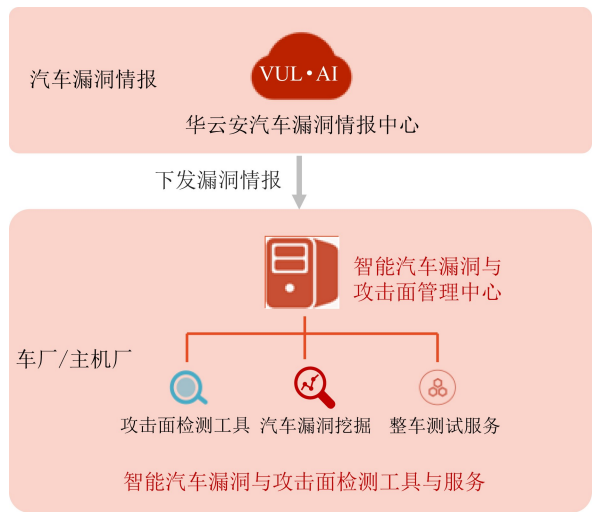 汽车漏洞情报
VUL·AI
华云安汽车漏洞情报中心
下发漏洞情报
智能汽车漏洞与
攻击面管理中心
车厂/主机厂
攻击面检测工具
汽车漏洞挖掘
整车测试服务
智能汽车漏洞与攻击面检测工具与服务